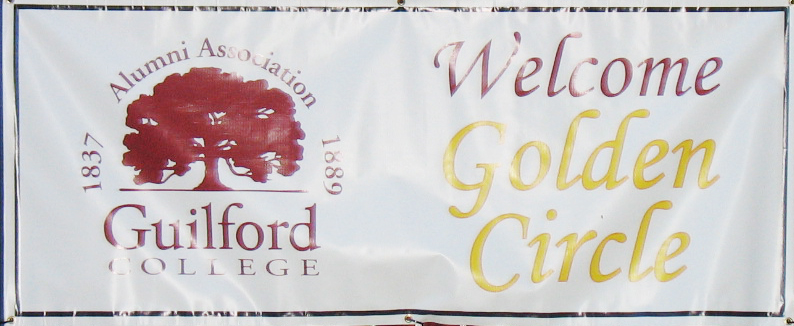 Alumni Association
1837 1889
Guilford
COLLEGE
Welcome
Golden
Circle